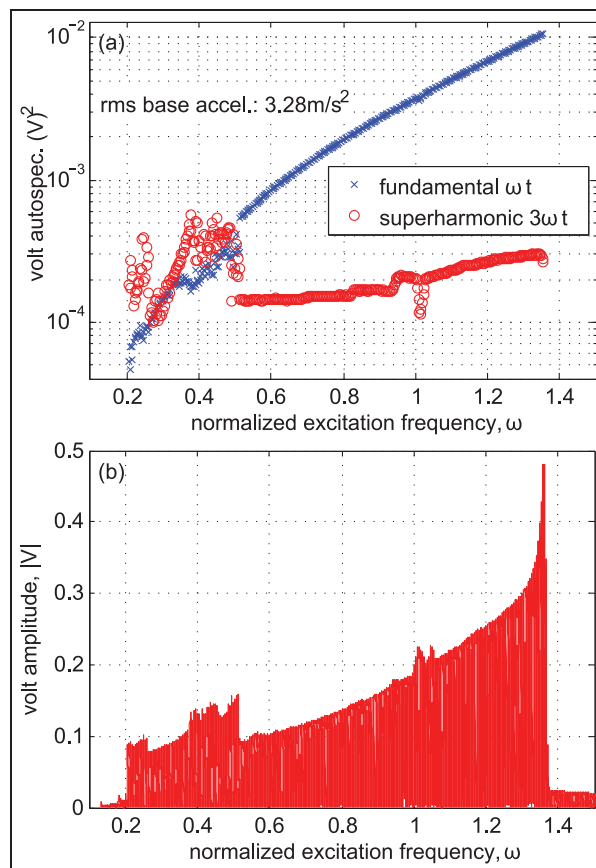 10⁻²
(a)
rms base accel.: 3.28m/s²
10⁻³
× fundamental ω t
○ superharmonic 3ω t
10⁻⁴
volt autospec. (V)²
0.2 0.4 0.6 0.8 1 1.2 1.4
normalized excitation frequency, ω
0.5
(b)
0.4
0.3
0.2
0.1
0
volt amplitude, |V|
0.2 0.4 0.6 0.8 1 1.2 1.4
normalized excitation frequency, ω